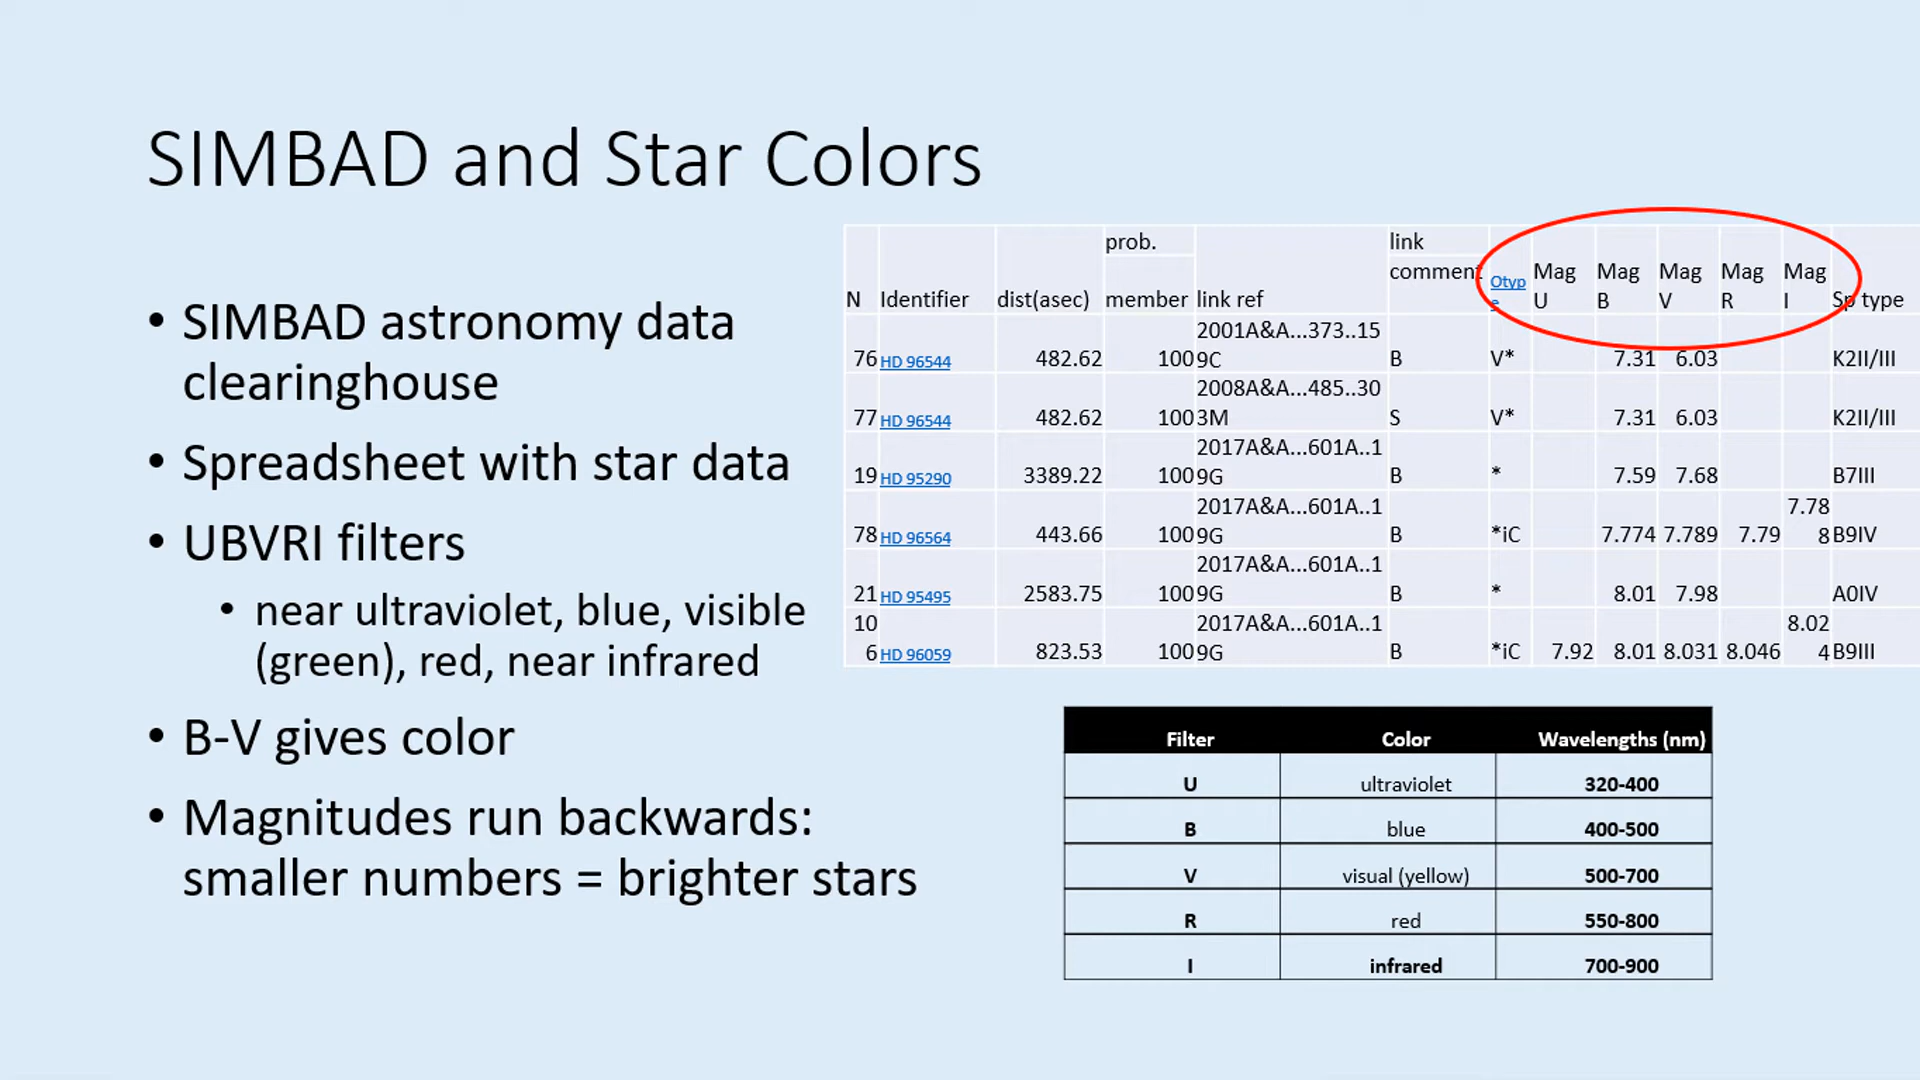 SIMBAD and Star Colors
• SIMBAD astronomy data
clearinghouse
• Spreadsheet with star data
• UBVRI filters
• near ultraviolet, blue, visible
(green), red, near infrared
• B-V gives color
• Magnitudes run backwards:
smaller numbers = brighter stars
prob. link
comment Mag Mag Mag Mag Mag
N Identifier dist(asec) member link ref Otype U B V R I Sp type
2001A&A...373..15
76 HD 96544 482.62 100 9C B V* 7.31 6.03 K2II/III
2008A&A...485..30
77 HD 96544 482.62 100 3M S V* 7.31 6.03 K2II/III
2017A&A...601A..1
19 HD 95290 3389.22 100 9G B * 7.59 7.68 B7III
2017A&A...601A..1 7.78
78 HD 96564 443.66 100 9G B *iC 7.774 7.789 7.79 8 B9IV
2017A&A...601A..1
21 HD 95495 2583.75 100 9G B * 8.01 7.98 A0IV
10 2017A&A...601A..1 8.02
6 HD 96059 823.53 100 9G B *iC 7.92 8.01 8.031 8.046 4 B9III
Filter Color Wavelengths (nm)
U ultraviolet 320-400
B blue 400-500
V visual (yellow) 500-700
R red 550-800
I infrared 700-900